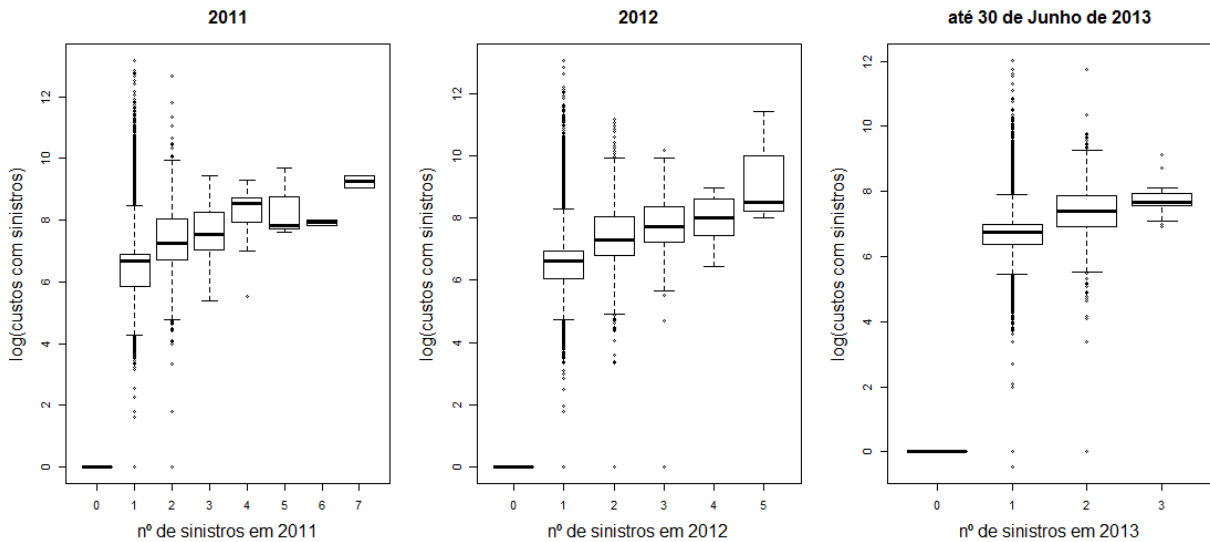 2011
12
10
8
6
4
2
0
log(custos com sinistros)
0 1 2 3 4 5 6 7
nº de sinistros em 2011
2012
12
10
8
6
4
2
0
log(custos com sinistros)
0 1 2 3 4 5
nº de sinistros em 2012
até 30 de Junho de 2013
12
10
8
6
4
2
0
log(custos com sinistros)
0 1 2 3
nº de sinistros em 2013